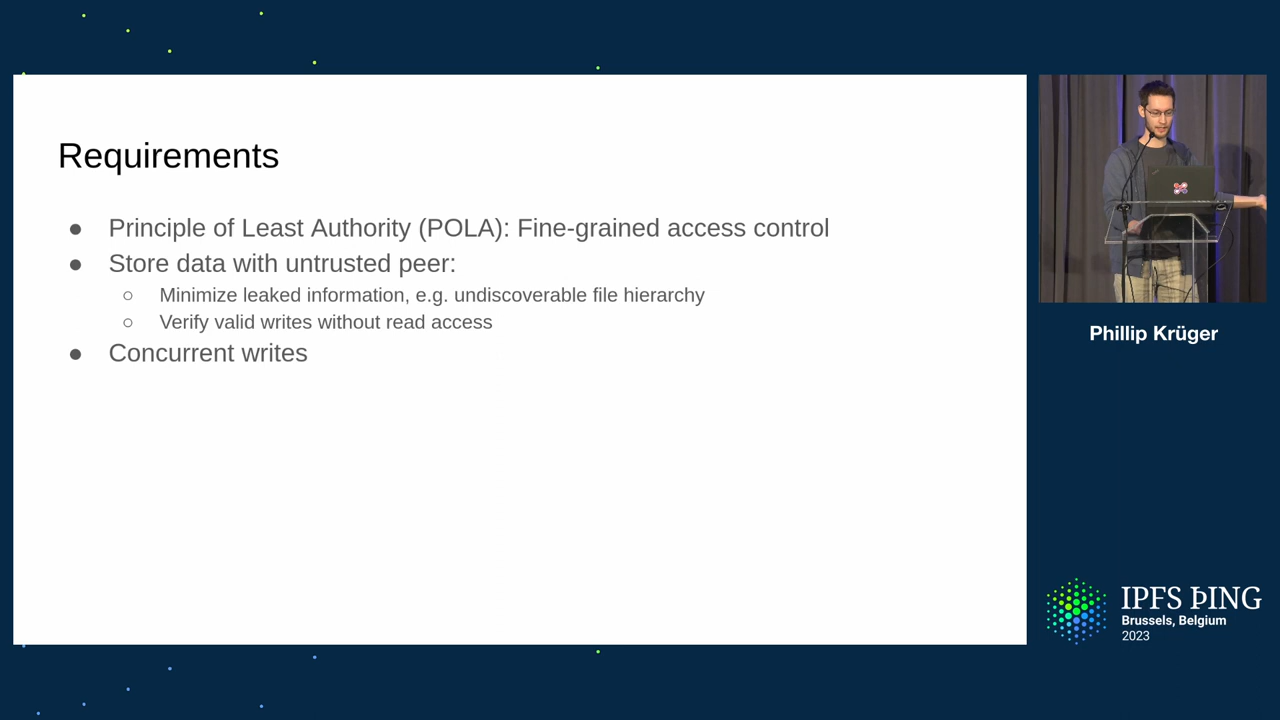 Requirements
● Principle of Least Authority (POLA): Fine-grained access control
● Store data with untrusted peer:
○ Minimize leaked information, e.g. undiscoverable file hierarchy
○ Verify valid writes without read access
● Concurrent writes
Phillip Krüger
IPFS ÞING
Brussels, Belgium
2023